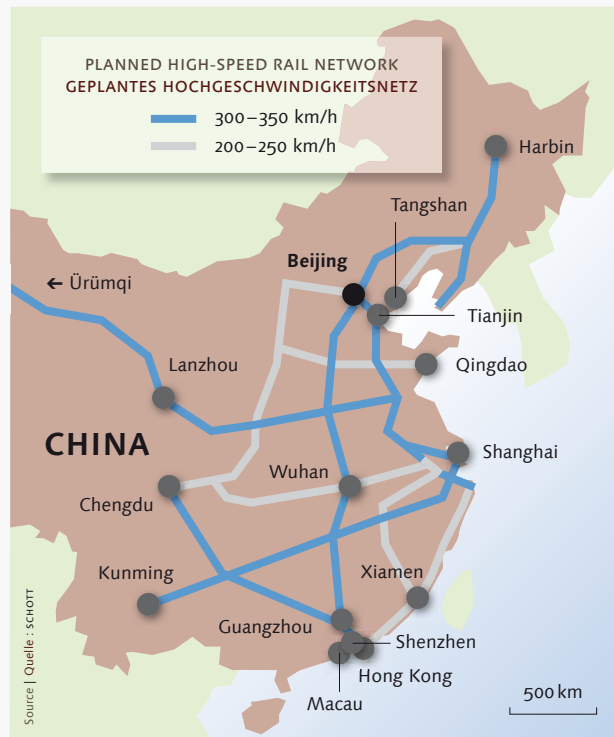 PLANNED HIGH-SPEED RAIL NETWORK
GEPLANTES HOCHGESCHWINDIGKEITSNETZ
300–350 km/h
200–250 km/h
Harbin
Tangshan
Beijing
← Ürümqi
Tianjin
Lanzhou
Qingdao
CHINA
Shanghai
Wuhan
Chengdu
Kunming
Xiamen
Guangzhou
Shenzhen
Hong Kong
Macau
500 km
Source | Quelle : SCHOTT